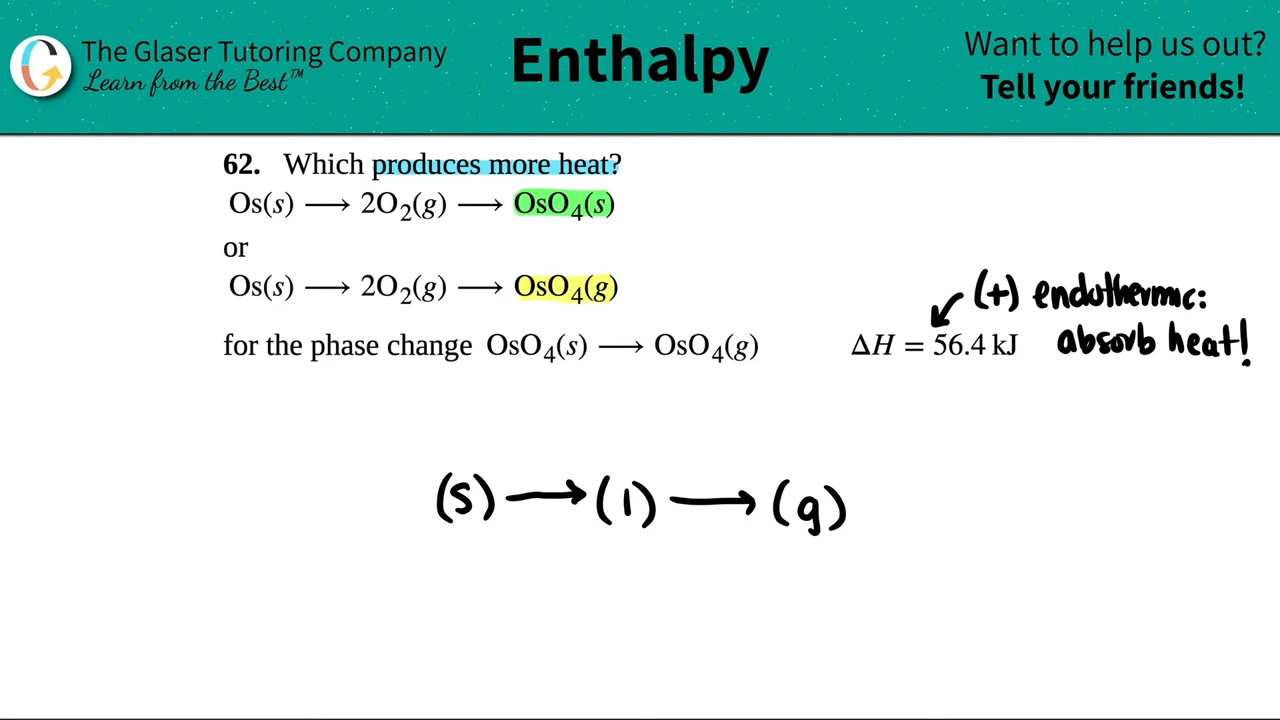 The Glaser Tutoring Company
Learn from the Best™
Enthalpy
Want to help us out?
Tell your friends!
62. Which produces more heat?
Os(s) ⟶ 2O₂(g) ⟶ OsO₄(s)
or
Os(s) ⟶ 2O₂(g) ⟶ OsO₄(g)
for the phase change OsO₄(s) ⟶ OsO₄(g) ΔH = 56.4 kJ
(+) endothermic:
absorb heat!
(s) ⟶ (l) ⟶ (g)